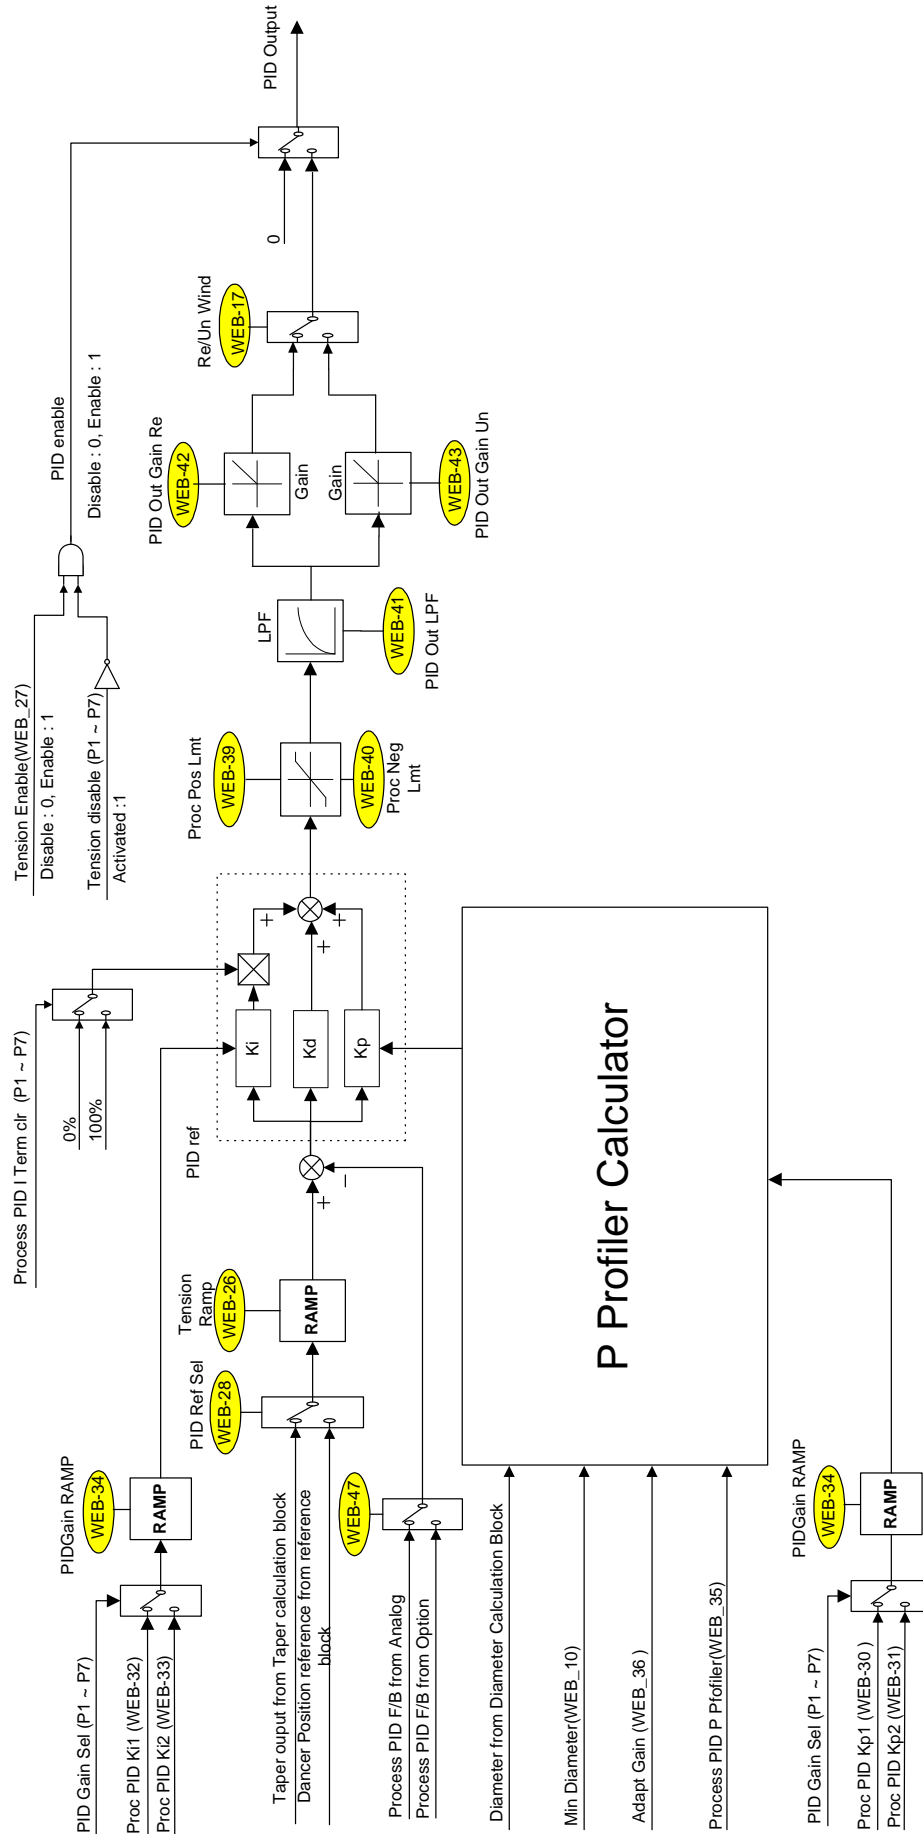 PID Gain Sel (P1 ~ P7)
Proc PID Ki1 (WEB-32)
Proc PID Ki2 (WEB-33)
PIDGain RAMP
WEB-34
RAMP
Process PID I Term clr (P1 ~ P7)
0%
100%
Tension Enable(WEB_27)
Disable : 0, Enable : 1
Tension disable (P1 ~ P7)
Activated :1
PID enable
Disable : 0, Enable : 1
Taper ouput from Taper calculation block
Dancer Position reference from reference
block
PID Ref Sel
WEB-28
Tension
Ramp
WEB-26
RAMP
PID ref
+
−
Ki
Kd
Kp
+
+
+
Proc Pos Lmt
WEB-39
WEB-40
Proc Neg
Lmt
LPF
WEB-41
PID Out LPF
PID Out Gain Re
WEB-42
Gain
Gain
WEB-43
PID Out Gain Un
Re/Un Wind
WEB-17
0
PID Output
WEB-47
Process PID F/B from Analog
Process PID F/B from Option
Diameter from Diameter Calculation Block
Min Diameter(WEB_10)
Adapt Gain (WEB_36 )
Process PID P Pfofiler(WEB_35)
P Profiler Calculator
PID Gain Sel (P1 ~ P7)
Proc PID Kp1 (WEB-30 )
Proc PID Kp2 (WEB-31)
PIDGain RAMP
WEB-34
RAMP